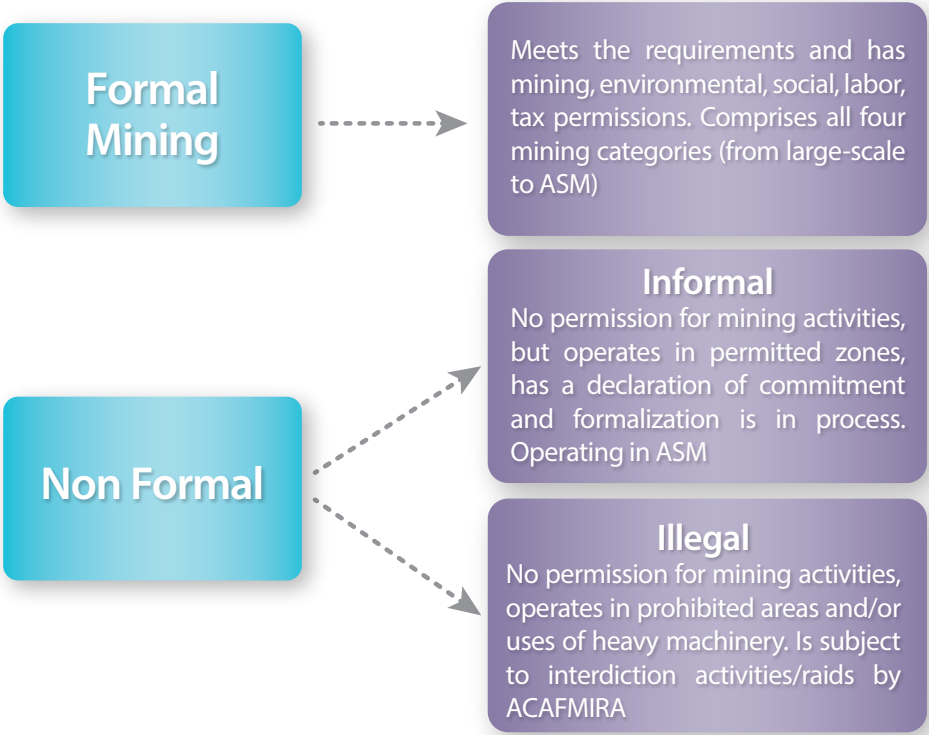 Formal
Mining
Meets the requirements and has
mining, environmental, social, labor,
tax permissions. Comprises all four
mining categories (from large-scale
to ASM)
Non Formal
Informal
No permission for mining activities,
but operates in permitted zones,
has a declaration of commitment
and formalization is in process.
Operating in ASM
Illegal
No permission for mining activities,
operates in prohibited areas and/or
uses of heavy machinery. Is subject
to interdiction activities/raids by
ACAFMIRA